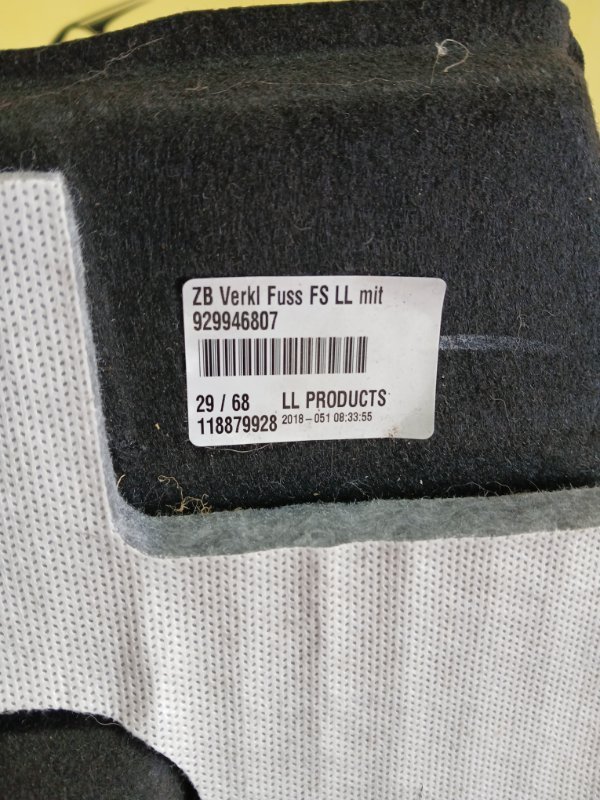 ZB Verkl Fuss FS LL mit
929946807
29 / 68 LL PRODUCTS
118879928 2018-051 08:33:55